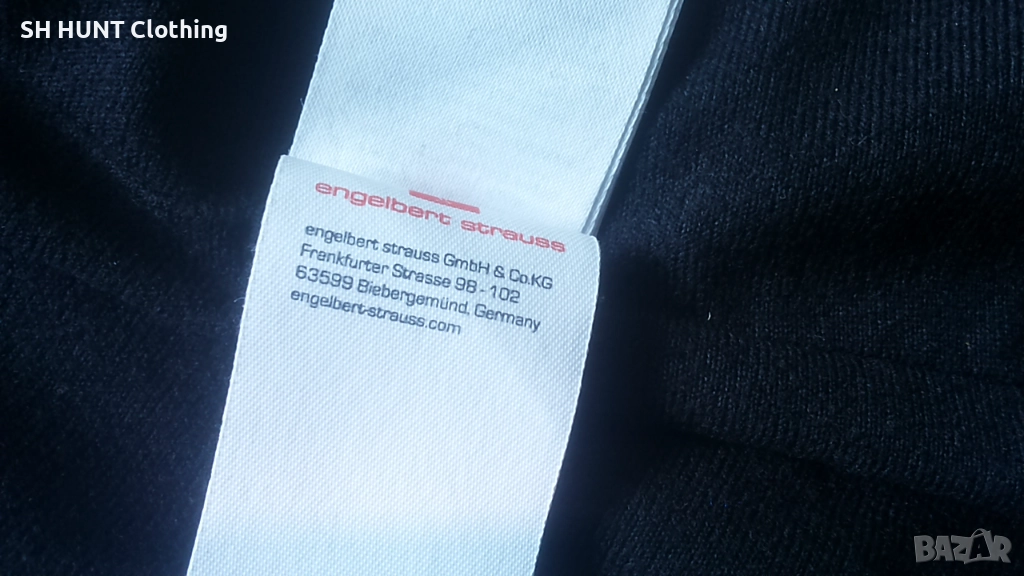 SH HUNT Clothing
engelbert strauss
engelbert strauss GmbH & Co.KG
Frankfurter Strasse 98 - 102
63599 Biebergemünd, Germany
engelbert-strauss.com
BAZAR